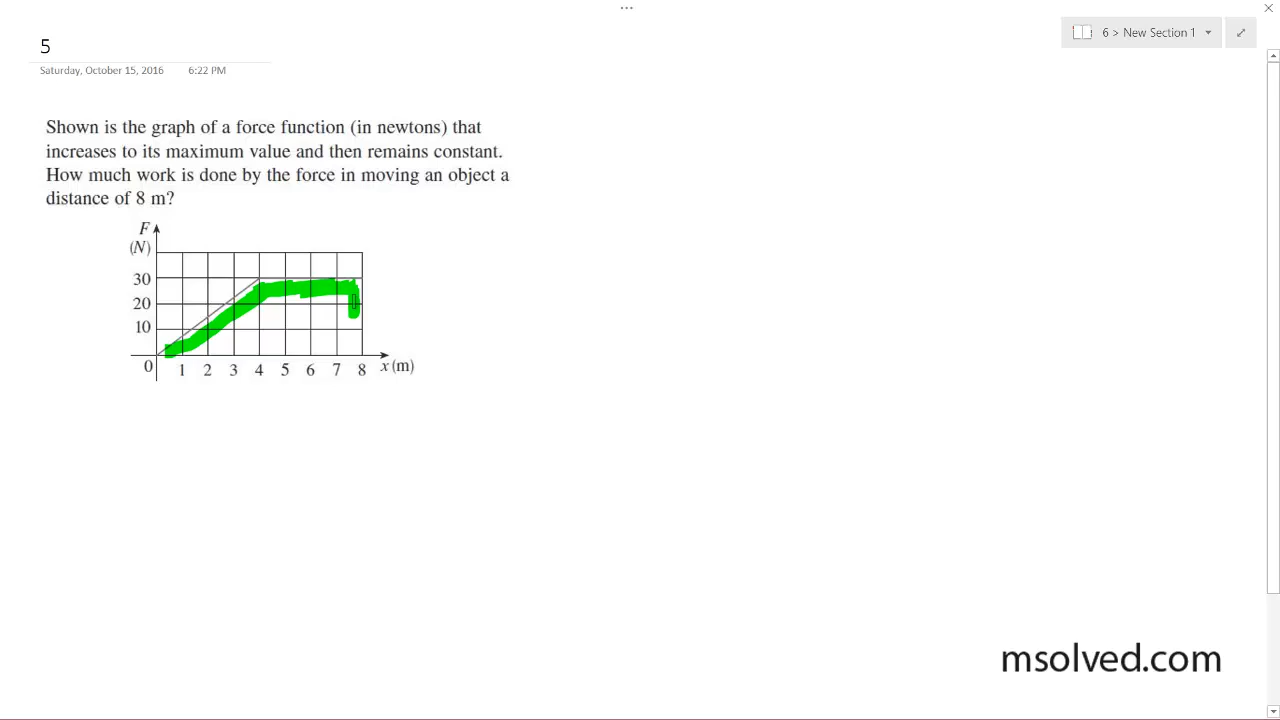 ...
6 > New Section 1
5
Saturday, October 15, 2016 6:22 PM
Shown is the graph of a force function (in newtons) that
increases to its maximum value and then remains constant.
How much work is done by the force in moving an object a
distance of 8 m?
F
(N)
30
20
10
0 1 2 3 4 5 6 7 8 x (m)
msolved.com